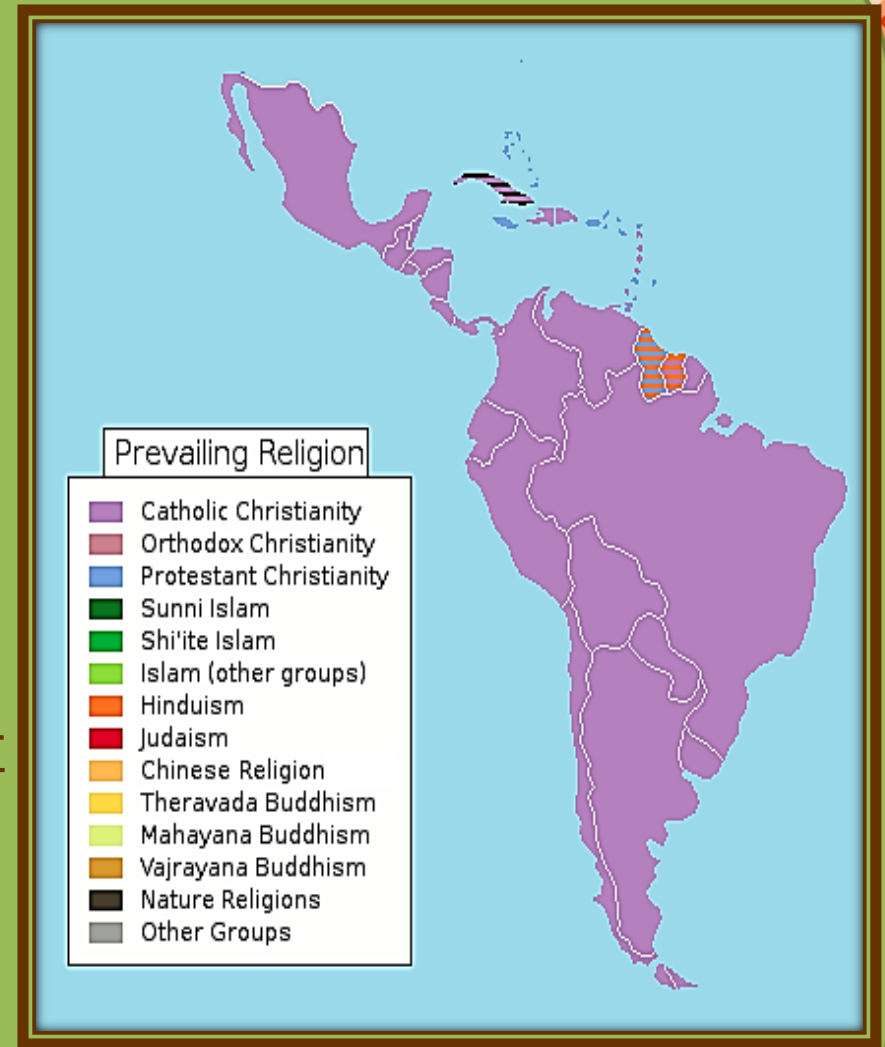 Prevailing Religion
Catholic Christianity
Orthodox Christianity
Protestant Christianity
Sunni Islam
Shi'ite Islam
Islam (other groups)
Hinduism
Judaism
Chinese Religion
Theravada Buddhism
Mahayana Buddhism
Vajrayana Buddhism
Nature Religions
Other Groups